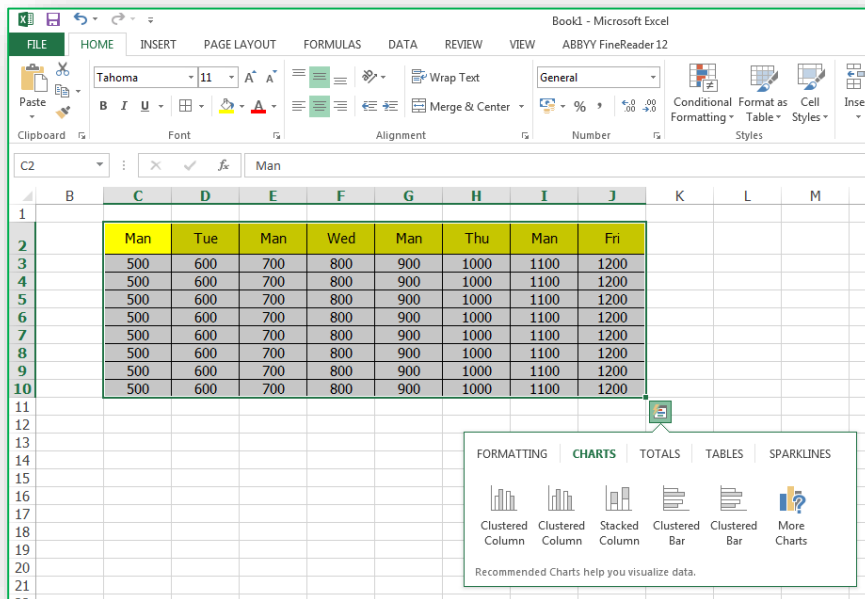 Book1 - Microsoft Excel
FILE HOME INSERT PAGE LAYOUT FORMULAS DATA REVIEW VIEW ABBYY FineReader 12
Tahoma 11 A A Wrap Text General
Paste B I U A Merge & Center % , .0 .00 .00 .0 Conditional Formatting Format as Table Cell Styles
Clipboard Font Alignment Number Styles
C2 fx Man
B C D E F G H I J K L M
1
2 Man Tue Man Wed Man Thu Man Fri
3 500 600 700 800 900 1000 1100 1200
4 500 600 700 800 900 1000 1100 1200
5 500 600 700 800 900 1000 1100 1200
6 500 600 700 800 900 1000 1100 1200
7 500 600 700 800 900 1000 1100 1200
8 500 600 700 800 900 1000 1100 1200
9 500 600 700 800 900 1000 1100 1200
10 500 600 700 800 900 1000 1100 1200
11
12
13
14 FORMATTING CHARTS TOTALS TABLES SPARKLINES
15
16
17
18 Clustered Clustered Stacked Clustered Clustered More
Column Column Column Bar Bar Charts
19
20 Recommended Charts help you visualize data.
21